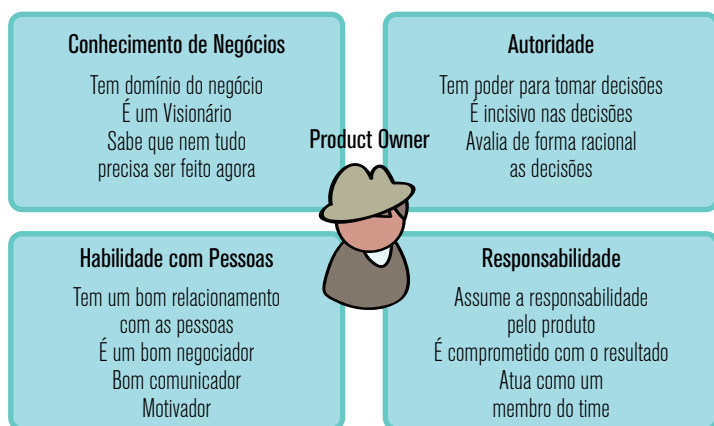 Conhecimento de Negócios
Tem domínio do negócio
É um Visionário
Sabe que nem tudo
precisa ser feito agora
Autoridade
Tem poder para tomar decisões
É incisivo nas decisões
Avalia de forma racional
as decisões
Product Owner
Habilidade com Pessoas
Tem um bom relacionamento
com as pessoas
É um bom negociador
Bom comunicador
Motivador
Responsabilidade
Assume a responsabilidade
pelo produto
É comprometido com o resultado
Atua como um
membro do time